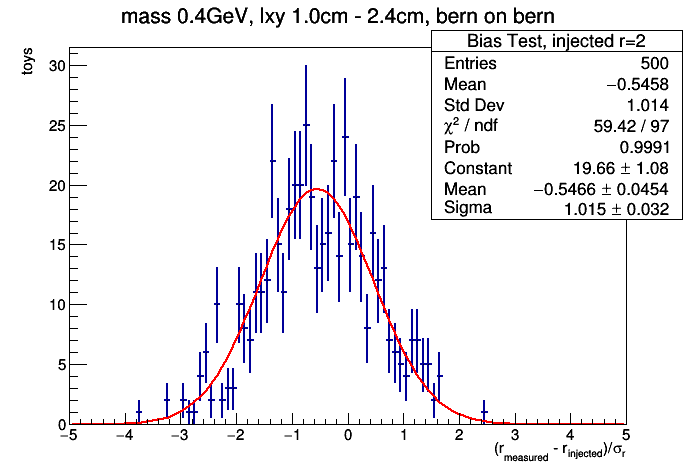 mass 0.4GeV, lxy 1.0cm - 2.4cm, bern on bern
Bias Test, injected r=2
Entries 500
Mean −0.5458
Std Dev 1.014
χ² / ndf 59.42 / 97
Prob 0.9991
Constant 19.66 ± 1.08
Mean −0.5466 ± 0.0454
Sigma 1.015 ± 0.032
toys
30
25
20
15
10
5
0
−5 −4 −3 −2 −1 0 1 2 3 4 5
(r_measured - r_injected)/σ_r